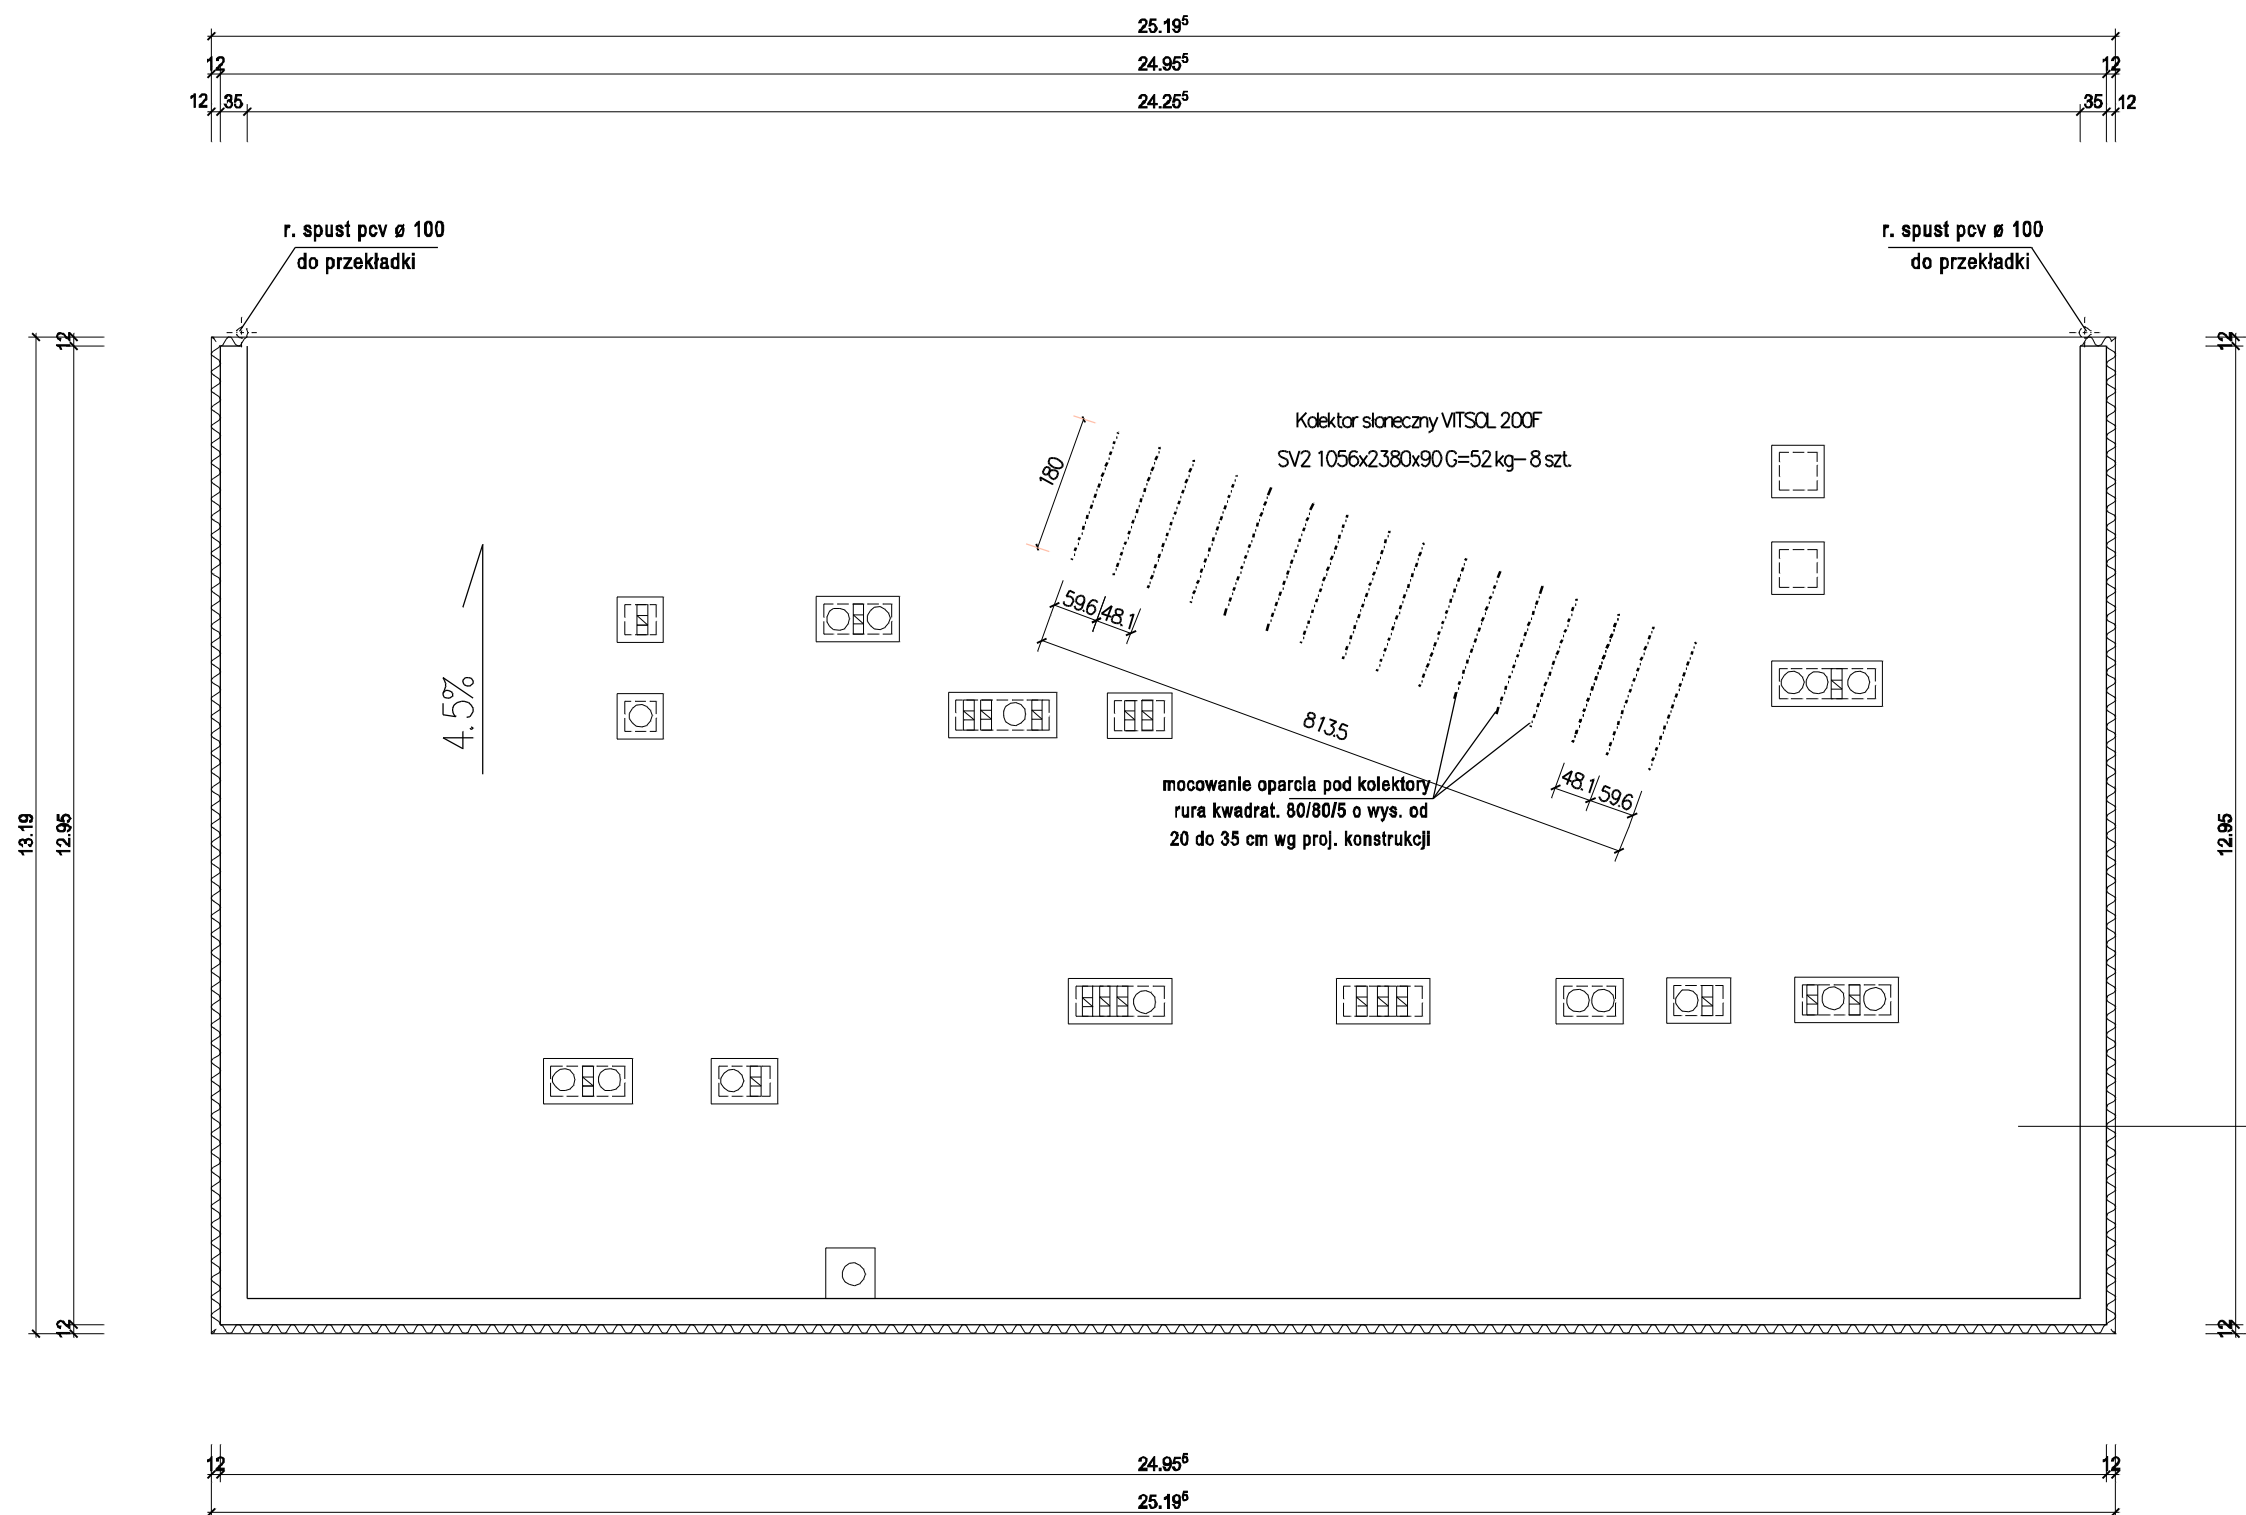 25.19⁵
12 24.95⁵ 12
12 35 24.25⁵ 35 12
r. spust pcv ø 100
do przekładki
r. spust pcv ø 100
do przekładki
12
12
Kolektor słoneczny VITSOL 200F
SV2 1056x2380x90 G=52 kg– 8 szt.
180
59.6 48.1
4.5%
813.5
48.1 59.6
mocowanie oparcia pod kolektory
rura kwadrat. 80/80/5 o wys. od
20 do 35 cm wg proj. konstrukcji
13.19
12.95
12.95
12
12
12 24.95⁵ 12
25.19⁵